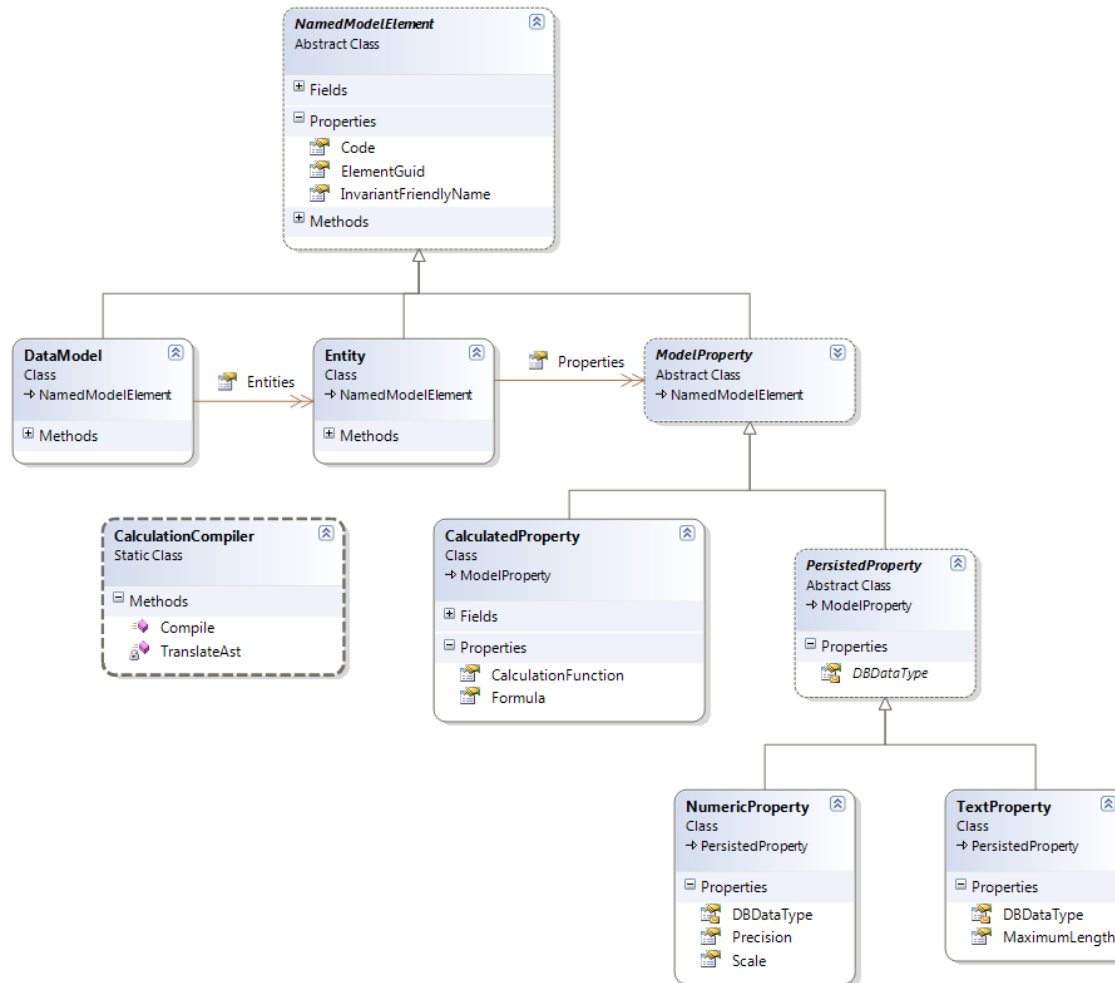 NamedModelElement
Abstract Class
Fields
Properties
Code
ElementGuid
InvariantFriendlyName
Methods
DataModel
Class
NamedModelElement
Methods
Entities
Entity
Class
NamedModelElement
Methods
Properties
ModelProperty
Abstract Class
NamedModelElement
CalculationCompiler
Static Class
Methods
Compile
TranslateAst
CalculatedProperty
Class
ModelProperty
Fields
Properties
CalculationFunction
Formula
PersistedProperty
Abstract Class
ModelProperty
Properties
DBDataType
NumericProperty
Class
PersistedProperty
Properties
DBDataType
Precision
Scale
TextProperty
Class
PersistedProperty
Properties
DBDataType
MaximumLength